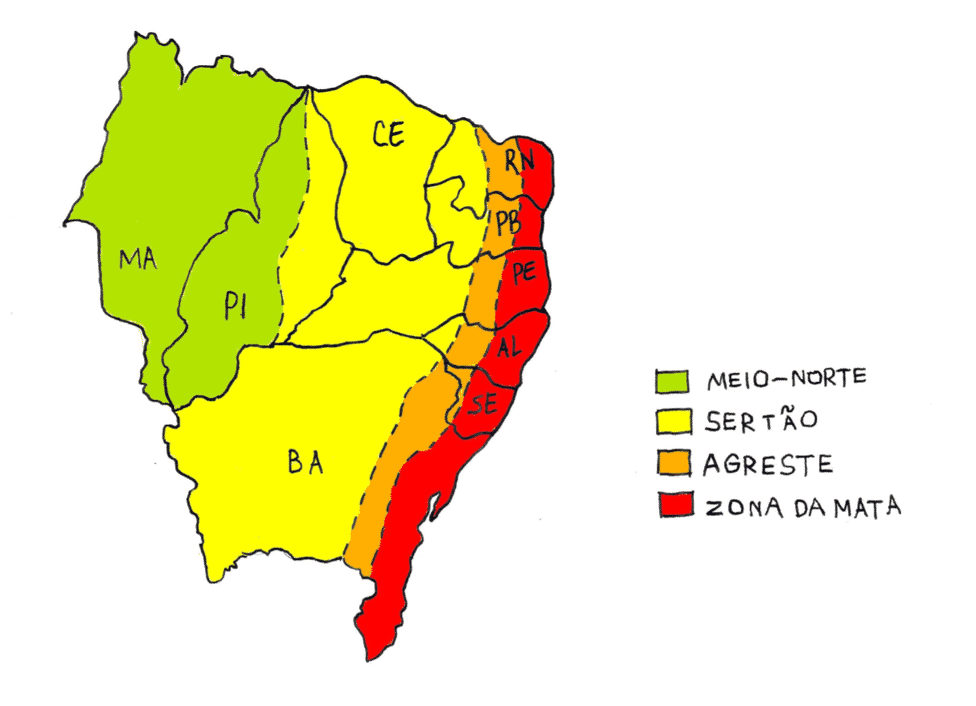 CE
RN
PB
MA
PE
PI
AL
SE
BA
MEIO-NORTE
SERTÃO
AGRESTE
ZONA DA MATA